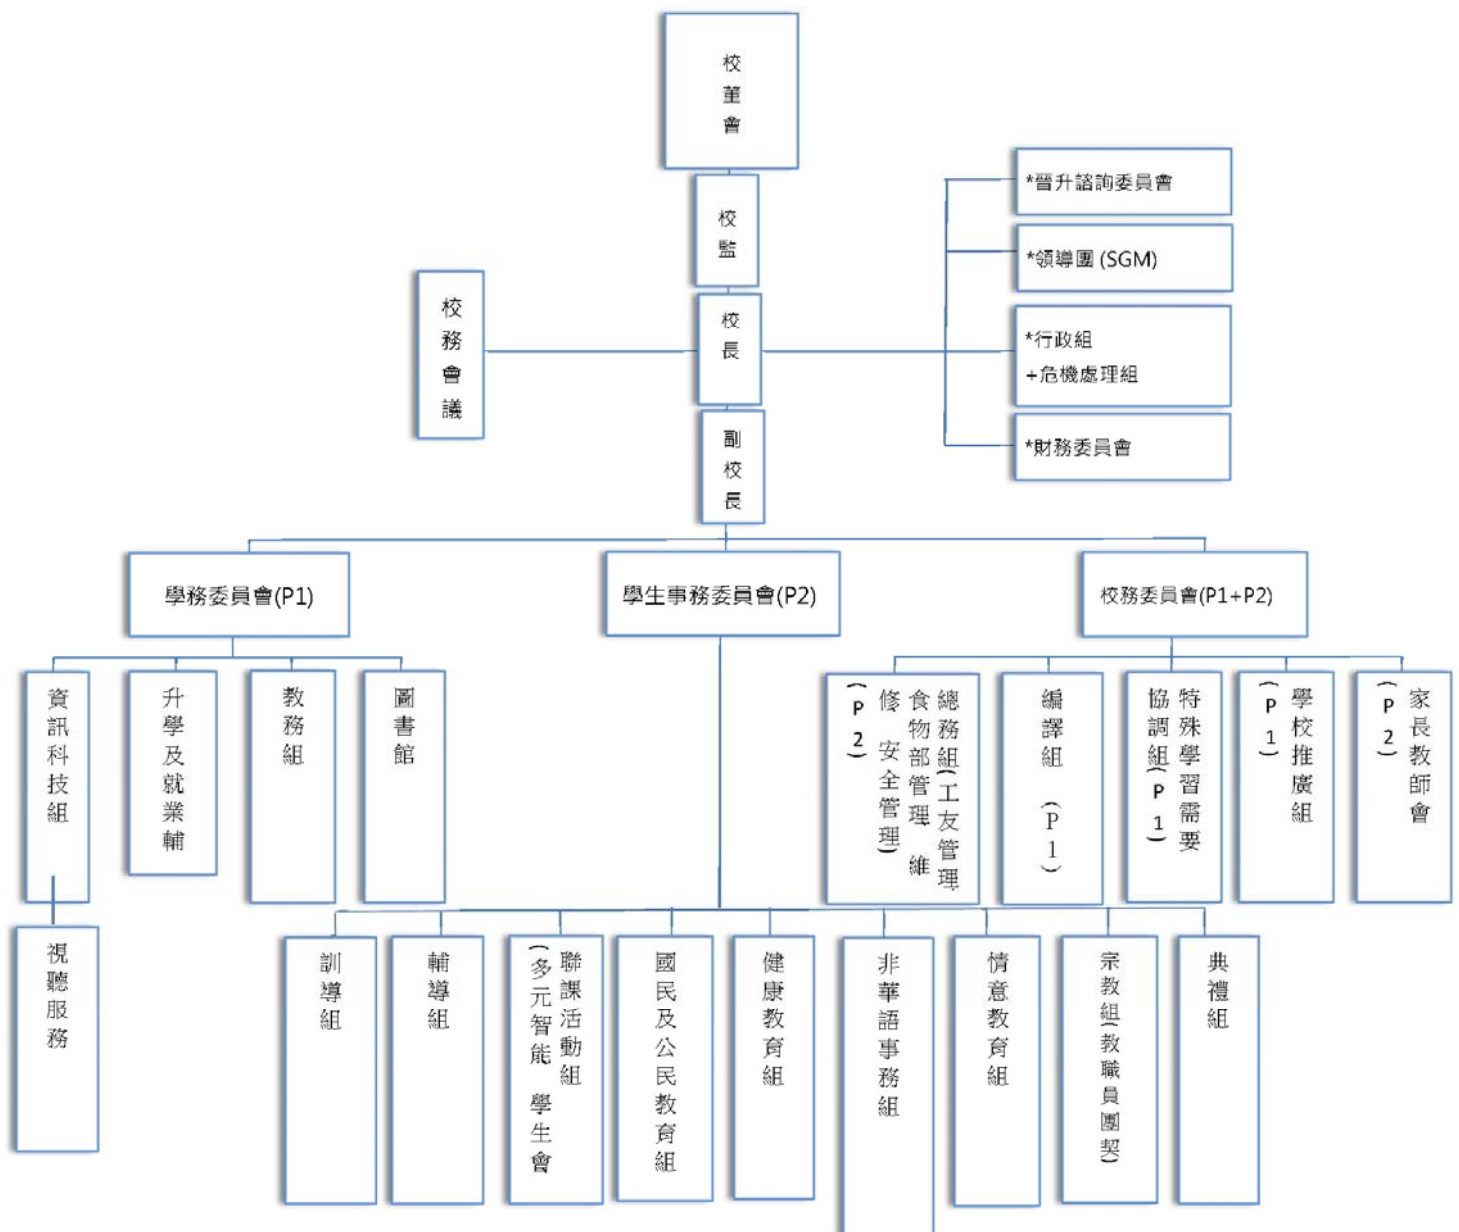 校董會
校監
*晉升諮詢委員會
*領導團 (SGM)
校務會議
校長
*行政組
+危機處理組
副校長
*財務委員會
學務委員會(P1)
學生事務委員會(P2)
校務委員會(P1+P2)
資訊科技組
升學及就業輔
教務組
圖書館
總務組(工友管理,
食物部管理、維
修、安全管理)
(P2)
編譯組 (P1)
特殊學習需要
協調組(P1)
學校推廣組
(P1)
家長教師會
(P2)
視聽服務
訓導組
輔導組
聯課活動組
(多元智能、學生會
國民及公民教育組
健康教育組
非華語事務組
情意教育組
宗教組(教職員團契)
典禮組